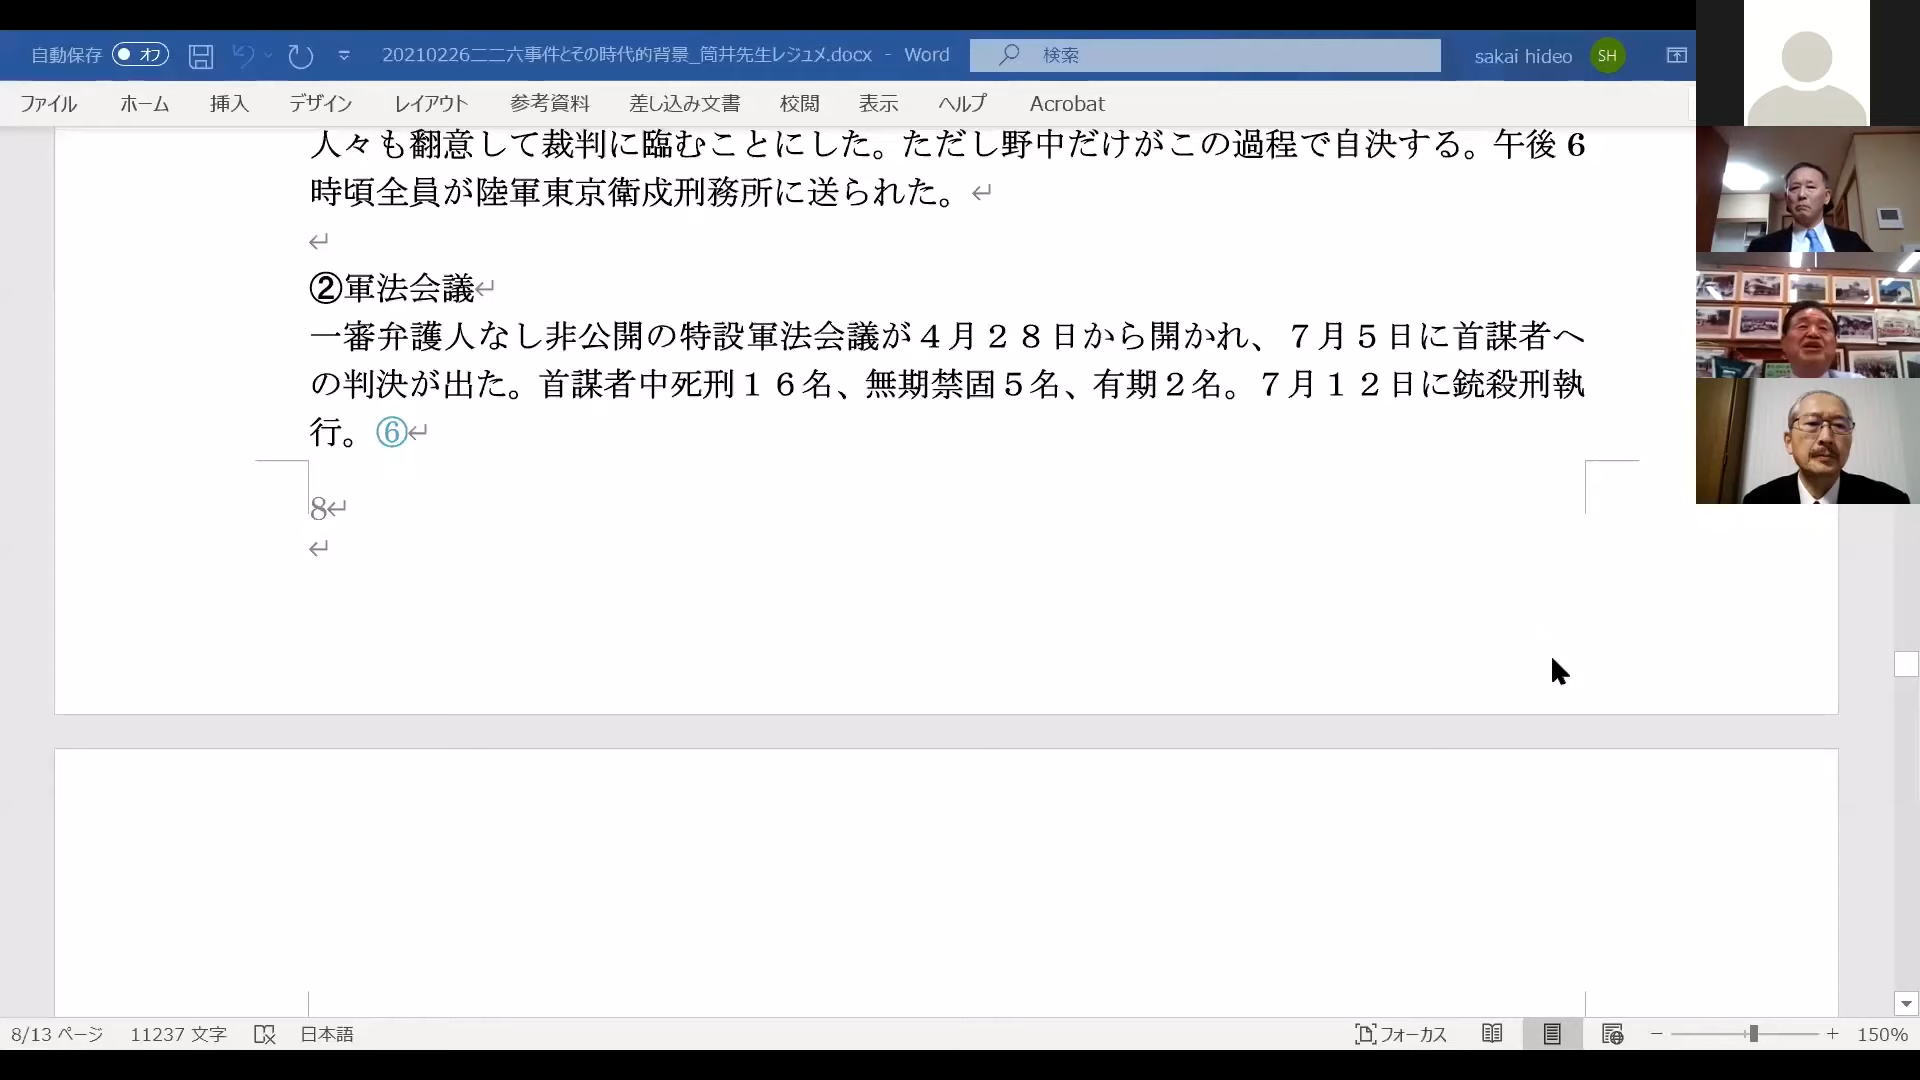 自動保存 オフ 20210226二二六事件とその時代的背景_筒井先生レジュメ.docx - Word 検索 sakai hideo SH
ファイル ホーム 挿入 デザイン レイアウト 参考資料 差し込み文書 校閲 表示 ヘルプ Acrobat
人々も翻意して裁判に臨むことにした。ただし野中だけがこの過程で自決する。午後６
時頃全員が陸軍東京衛戍刑務所に送られた。↵
↵
②軍法会議↵
一審弁護人なし非公開の特設軍法会議が４月２８日から開かれ、７月５日に首謀者へ
の判決が出た。首謀者中死刑１６名、無期禁固５名、有期２名。７月１２日に銃殺刑執
行。⑥↵
8↵
↵
8/13 ページ 11237 文字 日本語 フォーカス － ＋ 150%